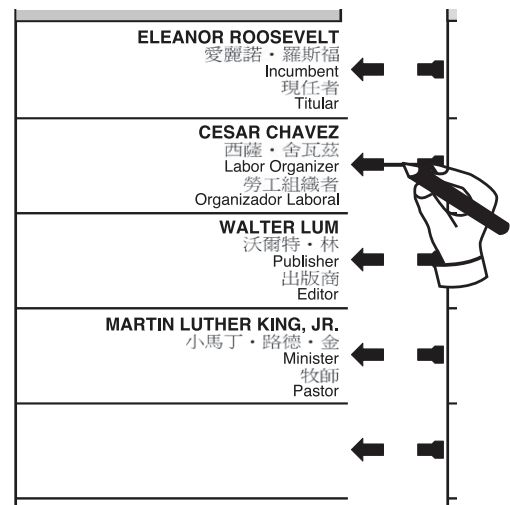 ELEANOR ROOSEVELT
愛麗諾・羅斯福
Incumbent
現任者
Titular
CESAR CHAVEZ
西薩・舍瓦茲
Labor Organizer
勞工組織者
Organizador Laboral
WALTER LUM
沃爾特・林
Publisher
出版商
Editor
MARTIN LUTHER KING, JR.
小馬丁・路德・金
Minister
牧師
Pastor